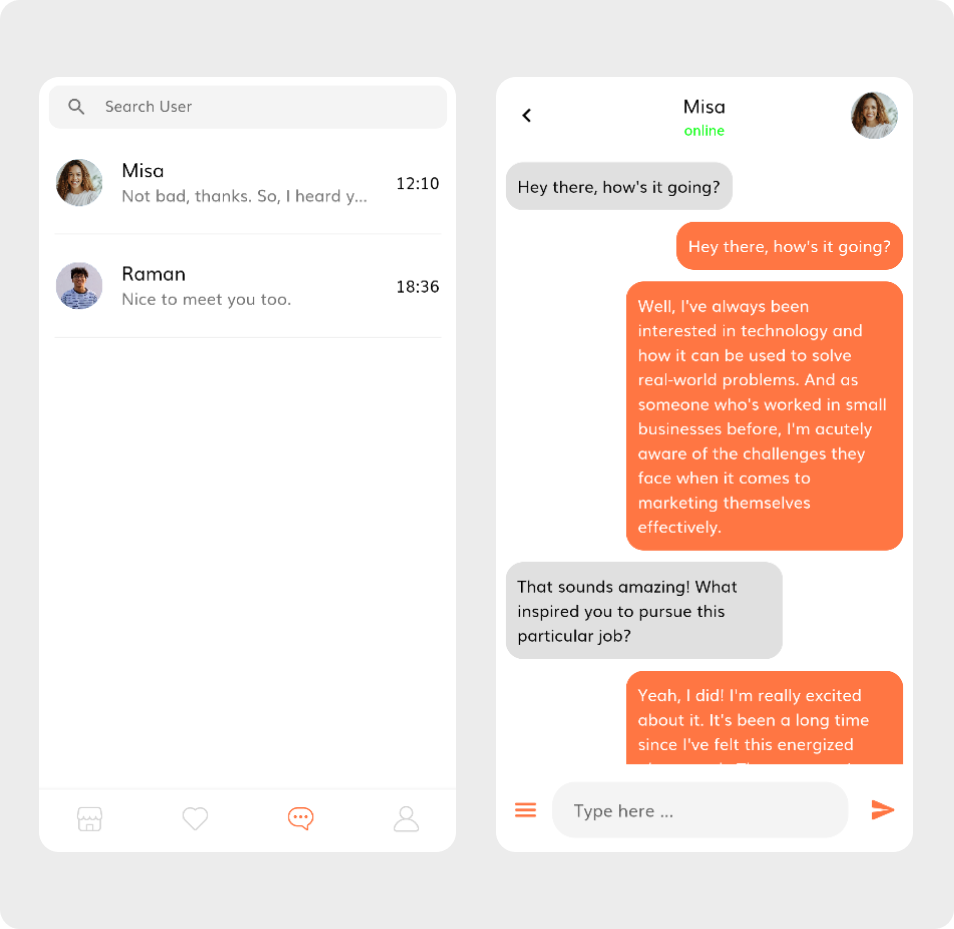 Search User
Misa
Not bad, thanks. So, I heard y...
12:10
Raman
Nice to meet you too.
18:36
Misa
online
Hey there, how's it going?
Hey there, how's it going?
Well, I've always been
interested in technology and
how it can be used to solve
real-world problems. And as
someone who's worked in small
businesses before, I'm acutely
aware of the challenges they
face when it comes to
marketing themselves
effectively.
That sounds amazing! What
inspired you to pursue this
particular job?
Yeah, I did! I'm really excited
about it. It's been a long time
since I've felt this energized
Type here ...